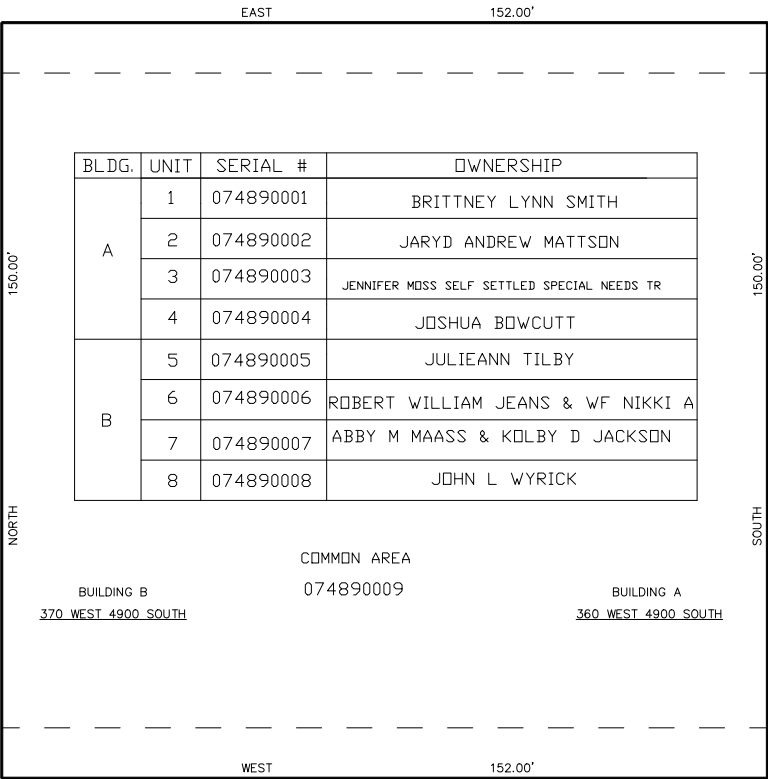 EAST 152.00'
BLDG. UNIT SERIAL # OWNERSHIP
A
1 074890001 BRITTNEY LYNN SMITH
2 074890002 JARYD ANDREW MATTSON
3 074890003 JENNIFER MOSS SELF SETTLED SPECIAL NEEDS TR
4 074890004 JOSHUA BOWCUTT
B
5 074890005 JULIEANN TILBY
6 074890006 ROBERT WILLIAM JEANS & WF NIKKI A
7 074890007 ABBY M MAASS & KOLBY D JACKSON
8 074890008 JOHN L WYRICK
150.00'
150.00'
NORTH
SOUTH
COMMON AREA
074890009
BUILDING B
370 WEST 4900 SOUTH
BUILDING A
360 WEST 4900 SOUTH
WEST 152.00'